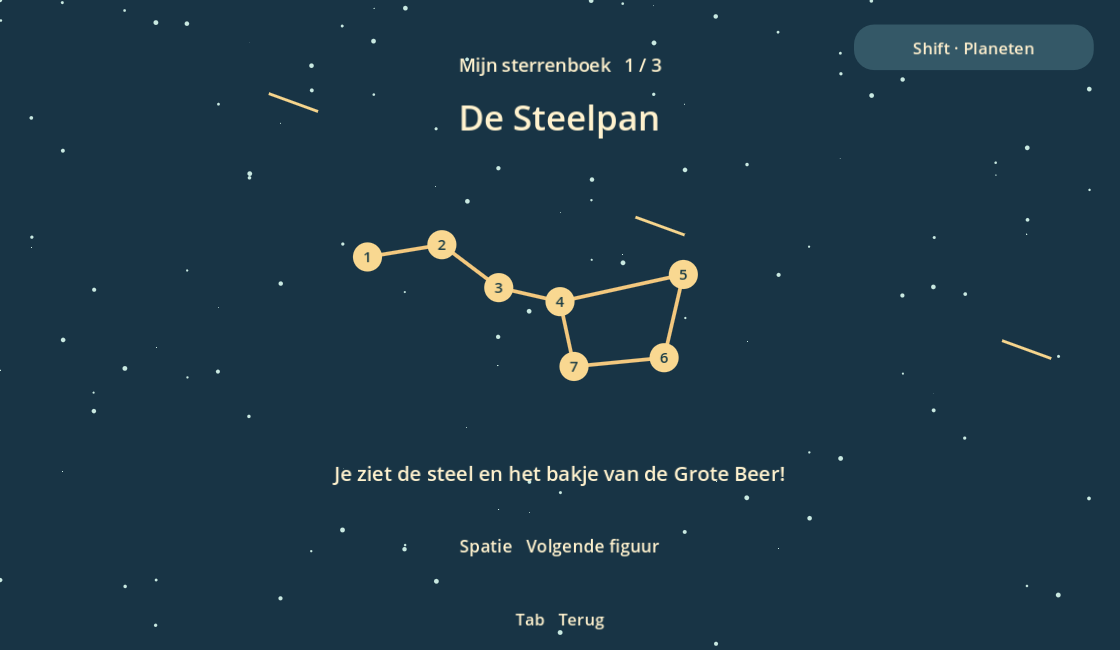 Shift · Planeten
Mijn sterrenboek 1 / 3
De Steelpan
1
2
3
4
5
6
7
Je ziet de steel en het bakje van de Grote Beer!
Spatie Volgende figuur
Tab Terug